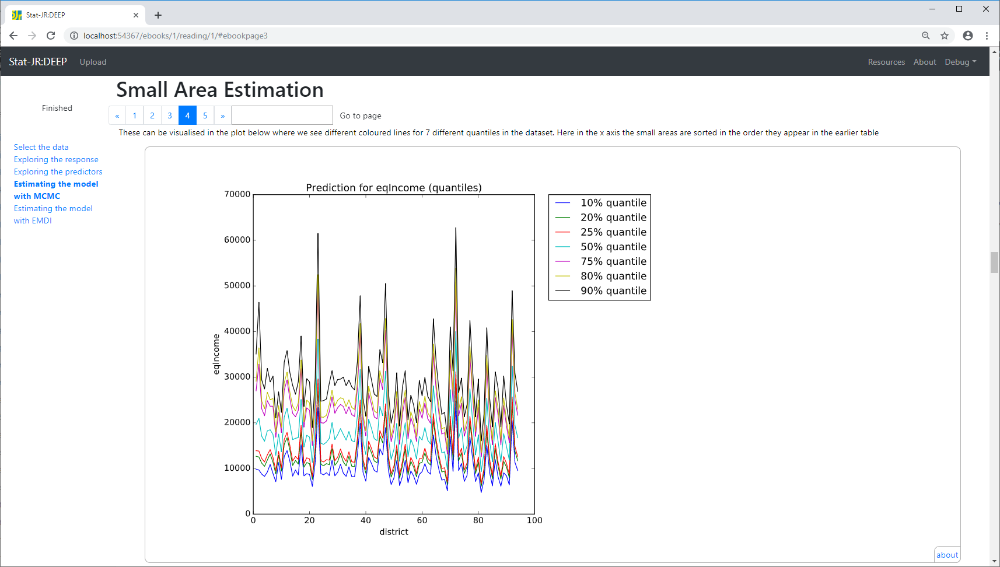 Stat-JR:DEEP
localhost:54367/ebooks/1/reading/1/#ebookpage3
Stat-JR:DEEP Upload Resources About Debug
Small Area Estimation
Finished
« 1 2 3 4 5 » Go to page
These can be visualised in the plot below where we see different coloured lines for 7 different quantiles in the dataset. Here in the x axis the small areas are sorted in the order they appear in the earlier table
Select the data
Exploring the response
Exploring the predictors
Estimating the model
with MCMC
Estimating the model
with EMDI
Prediction for eqIncome (quantiles)
70000
60000
50000
40000
30000
20000
10000
0
eqIncome
0 20 40 60 80 100
district
10% quantile
20% quantile
25% quantile
50% quantile
75% quantile
80% quantile
90% quantile
about